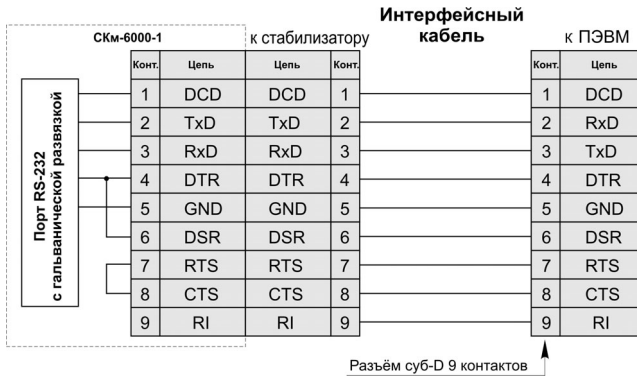 Интерфейсный
кабель
СКм-6000-1
к стабилизатору
к ПЭВМ
Порт RS-232
с гальванической развязкой
Конт. Цепь Цепь Конт. Конт. Цепь
1 DCD DCD 1 1 DCD
2 TxD TxD 2 2 RxD
3 RxD RxD 3 3 TxD
4 DTR DTR 4 4 DTR
5 GND GND 5 5 GND
6 DSR DSR 6 6 DSR
7 RTS RTS 7 7 RTS
8 CTS CTS 8 8 CTS
9 RI RI 9 9 RI
Разъём суб-D 9 контактов